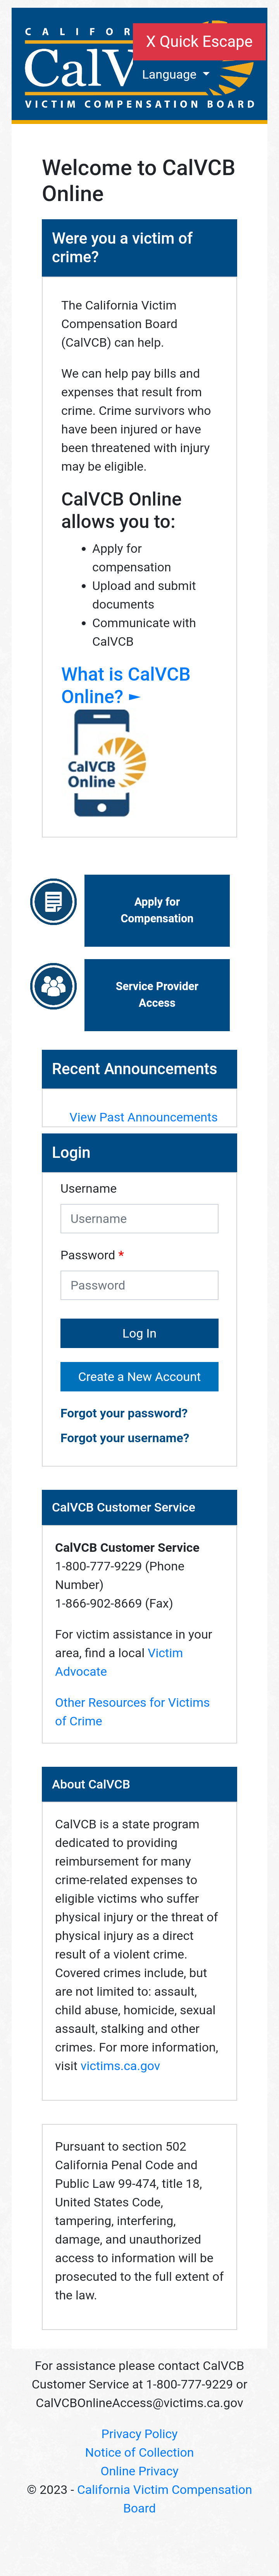 CALIFOR
CalV
X Quick Escape
Language
VICTIM COMPENSATION BOARD
Welcome to CalVCB
Online
Were you a victim of
crime?
The California Victim
Compensation Board
(CalVCB) can help.
We can help pay bills and
expenses that result from
crime. Crime survivors who
have been injured or have
been threatened with injury
may be eligible.
CalVCB Online
allows you to:
• Apply for
compensation
• Upload and submit
documents
• Communicate with
CalVCB
What is CalVCB
Online? ►
CalVCB
Online
Apply for
Compensation
Service Provider
Access
Recent Announcements
View Past Announcements
Login
Username
Username
Password *
Password
Log In
Create a New Account
Forgot your password?
Forgot your username?
CalVCB Customer Service
CalVCB Customer Service
1-800-777-9229 (Phone
Number)
1-866-902-8669 (Fax)
For victim assistance in your
area, find a local Victim
Advocate
Other Resources for Victims
of Crime
About CalVCB
CalVCB is a state program
dedicated to providing
reimbursement for many
crime-related expenses to
eligible victims who suffer
physical injury or the threat of
physical injury as a direct
result of a violent crime.
Covered crimes include, but
are not limited to: assault,
child abuse, homicide, sexual
assault, stalking and other
crimes. For more information,
visit victims.ca.gov
Pursuant to section 502
California Penal Code and
Public Law 99-474, title 18,
United States Code,
tampering, interfering,
damage, and unauthorized
access to information will be
prosecuted to the full extent of
the law.
For assistance please contact CalVCB
Customer Service at 1-800-777-9229 or
CalVCBOnlineAccess@victims.ca.gov
Privacy Policy
Notice of Collection
Online Privacy
© 2023 - California Victim Compensation
Board